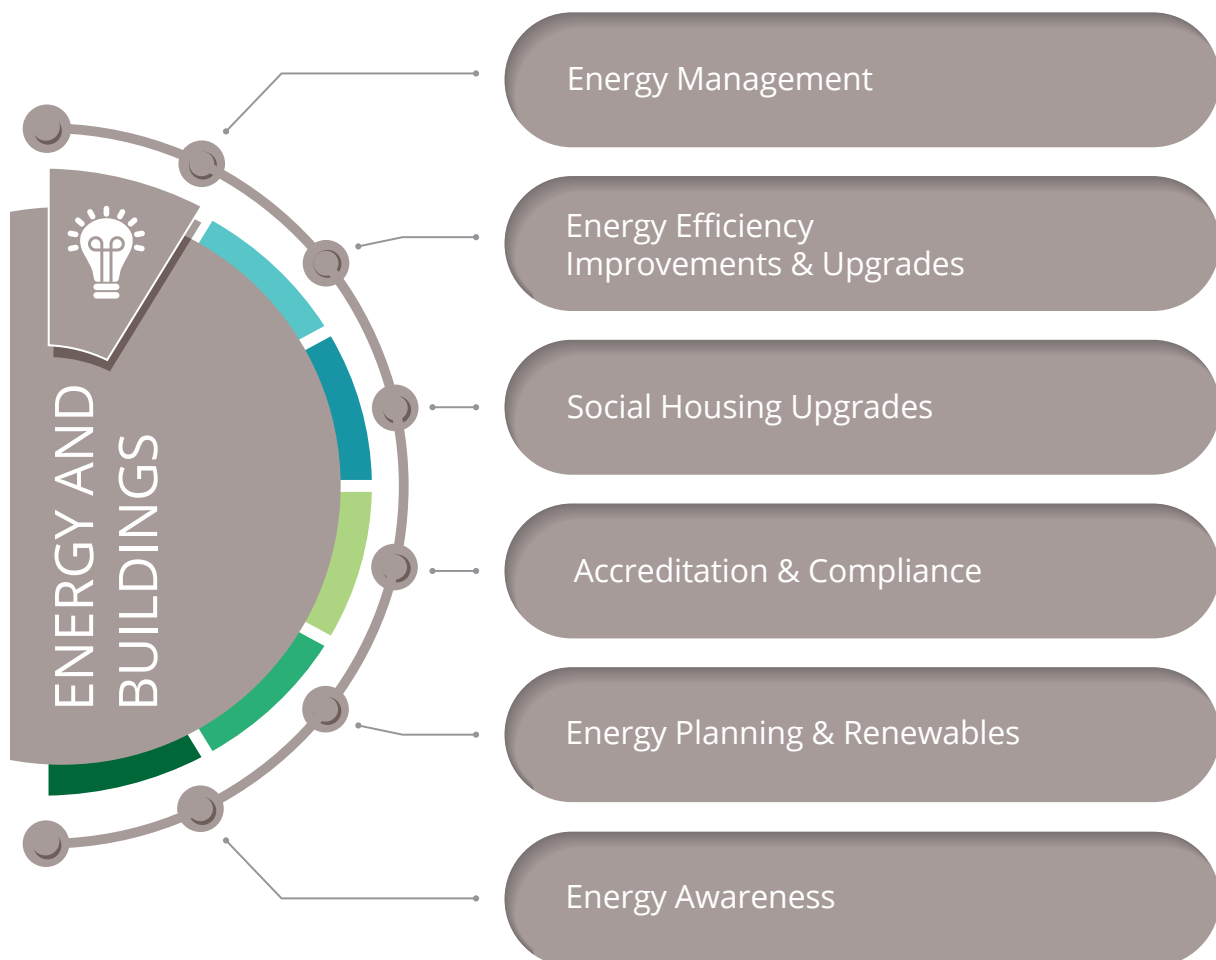 ENERGY AND
BUILDINGS
Energy Management
Energy Efficiency
Improvements & Upgrades
Social Housing Upgrades
Accreditation & Compliance
Energy Planning & Renewables
Energy Awareness